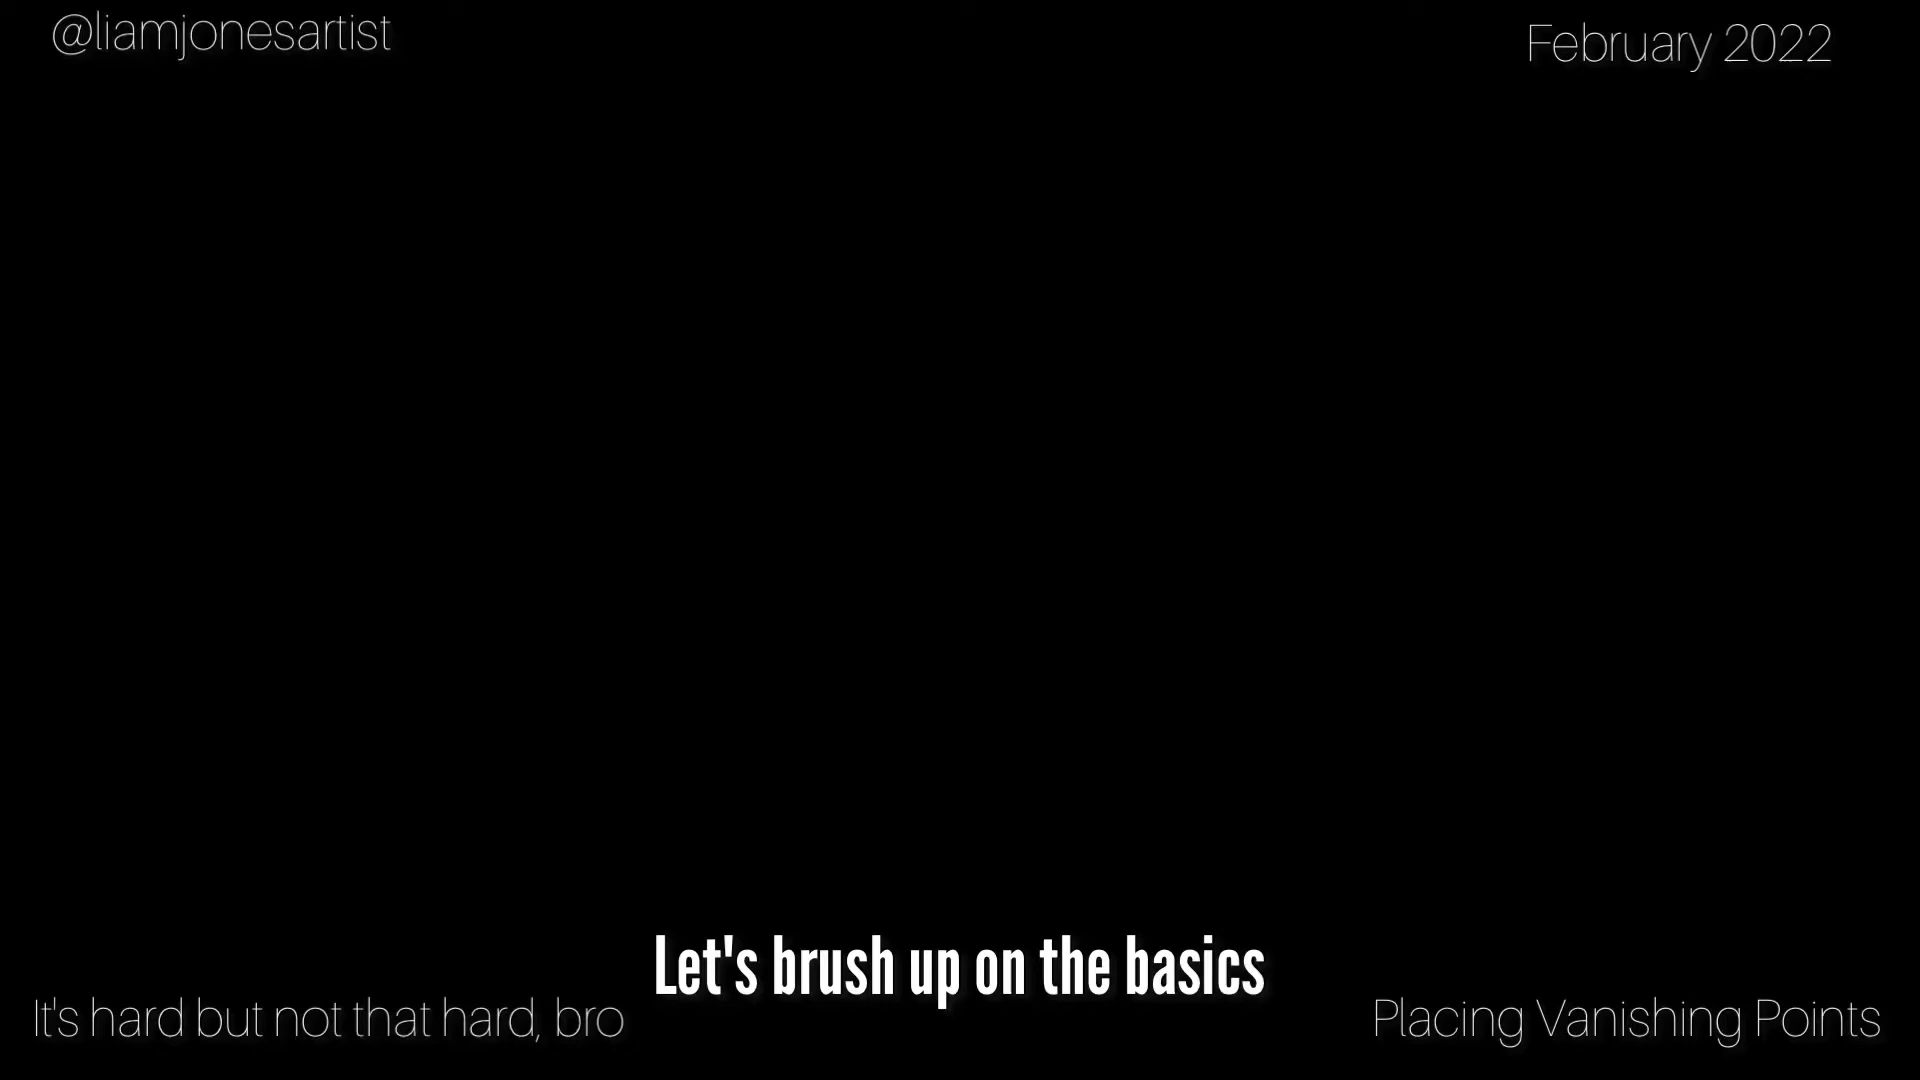 @liamjonesartist
February 2022
Let's brush up on the basics
It's hard but not that hard, bro
Placing Vanishing Points